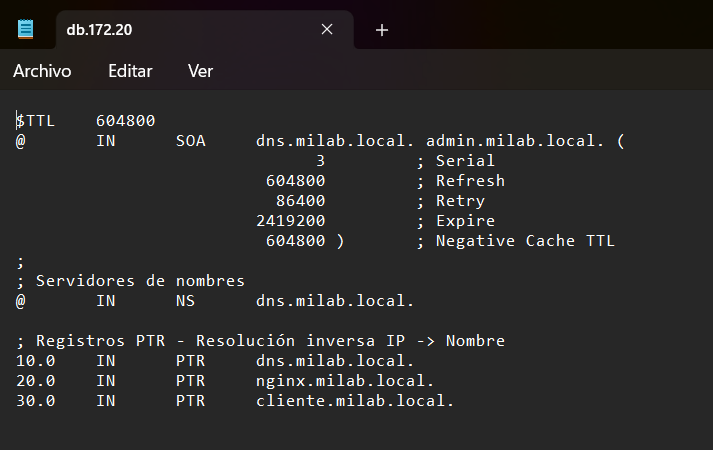 db.172.20
Archivo Editar Ver
$TTL    604800
@       IN      SOA     dns.milab.local. admin.milab.local. (
                              3         ; Serial
                         604800         ; Refresh
                          86400         ; Retry
                        2419200         ; Expire
                         604800 )       ; Negative Cache TTL
;
; Servidores de nombres
@       IN      NS      dns.milab.local.

; Registros PTR - Resolución inversa IP -> Nombre
10.0    IN      PTR     dns.milab.local.
20.0    IN      PTR     nginx.milab.local.
30.0    IN      PTR     cliente.milab.local.